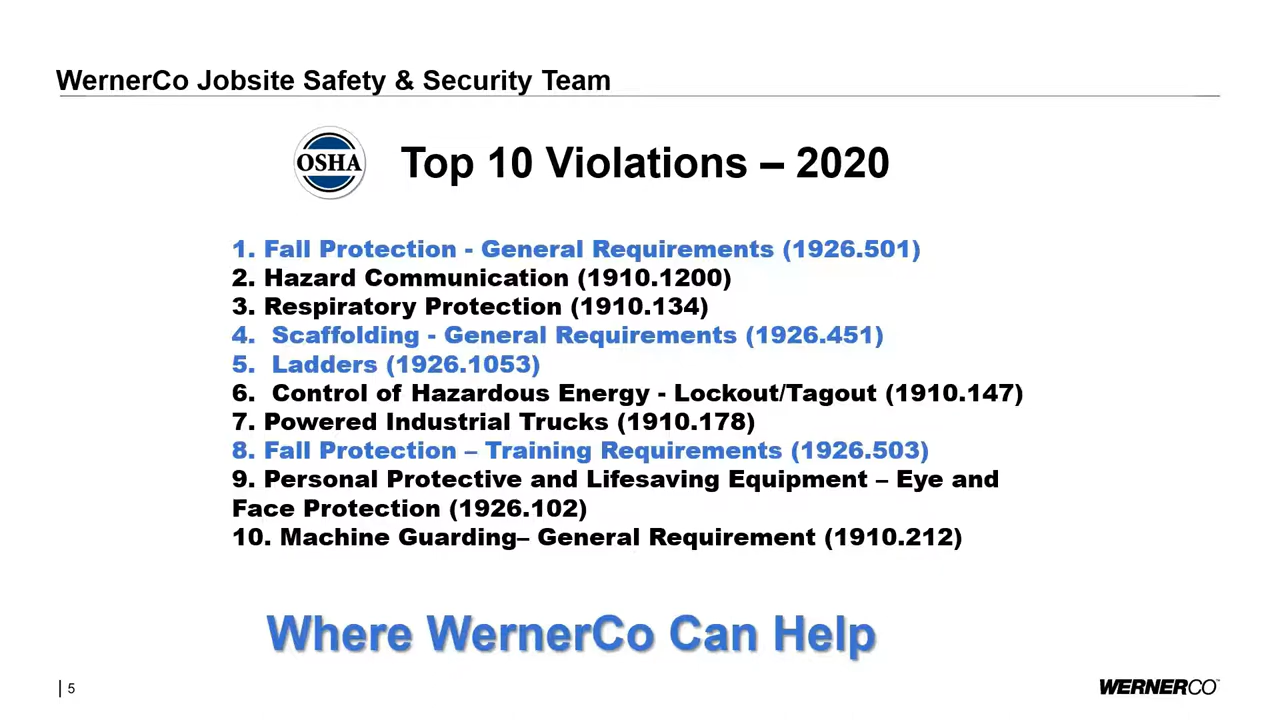 WernerCo Jobsite Safety & Security Team
OSHA
Top 10 Violations – 2020
1. Fall Protection - General Requirements (1926.501)
2. Hazard Communication (1910.1200)
3. Respiratory Protection (1910.134)
4.  Scaffolding - General Requirements (1926.451)
5.  Ladders (1926.1053)
6.  Control of Hazardous Energy - Lockout/Tagout (1910.147)
7. Powered Industrial Trucks (1910.178)
8. Fall Protection – Training Requirements (1926.503)
9. Personal Protective and Lifesaving Equipment – Eye and
Face Protection (1926.102)
10. Machine Guarding– General Requirement (1910.212)
Where WernerCo Can Help
| 5
WERNERCO™